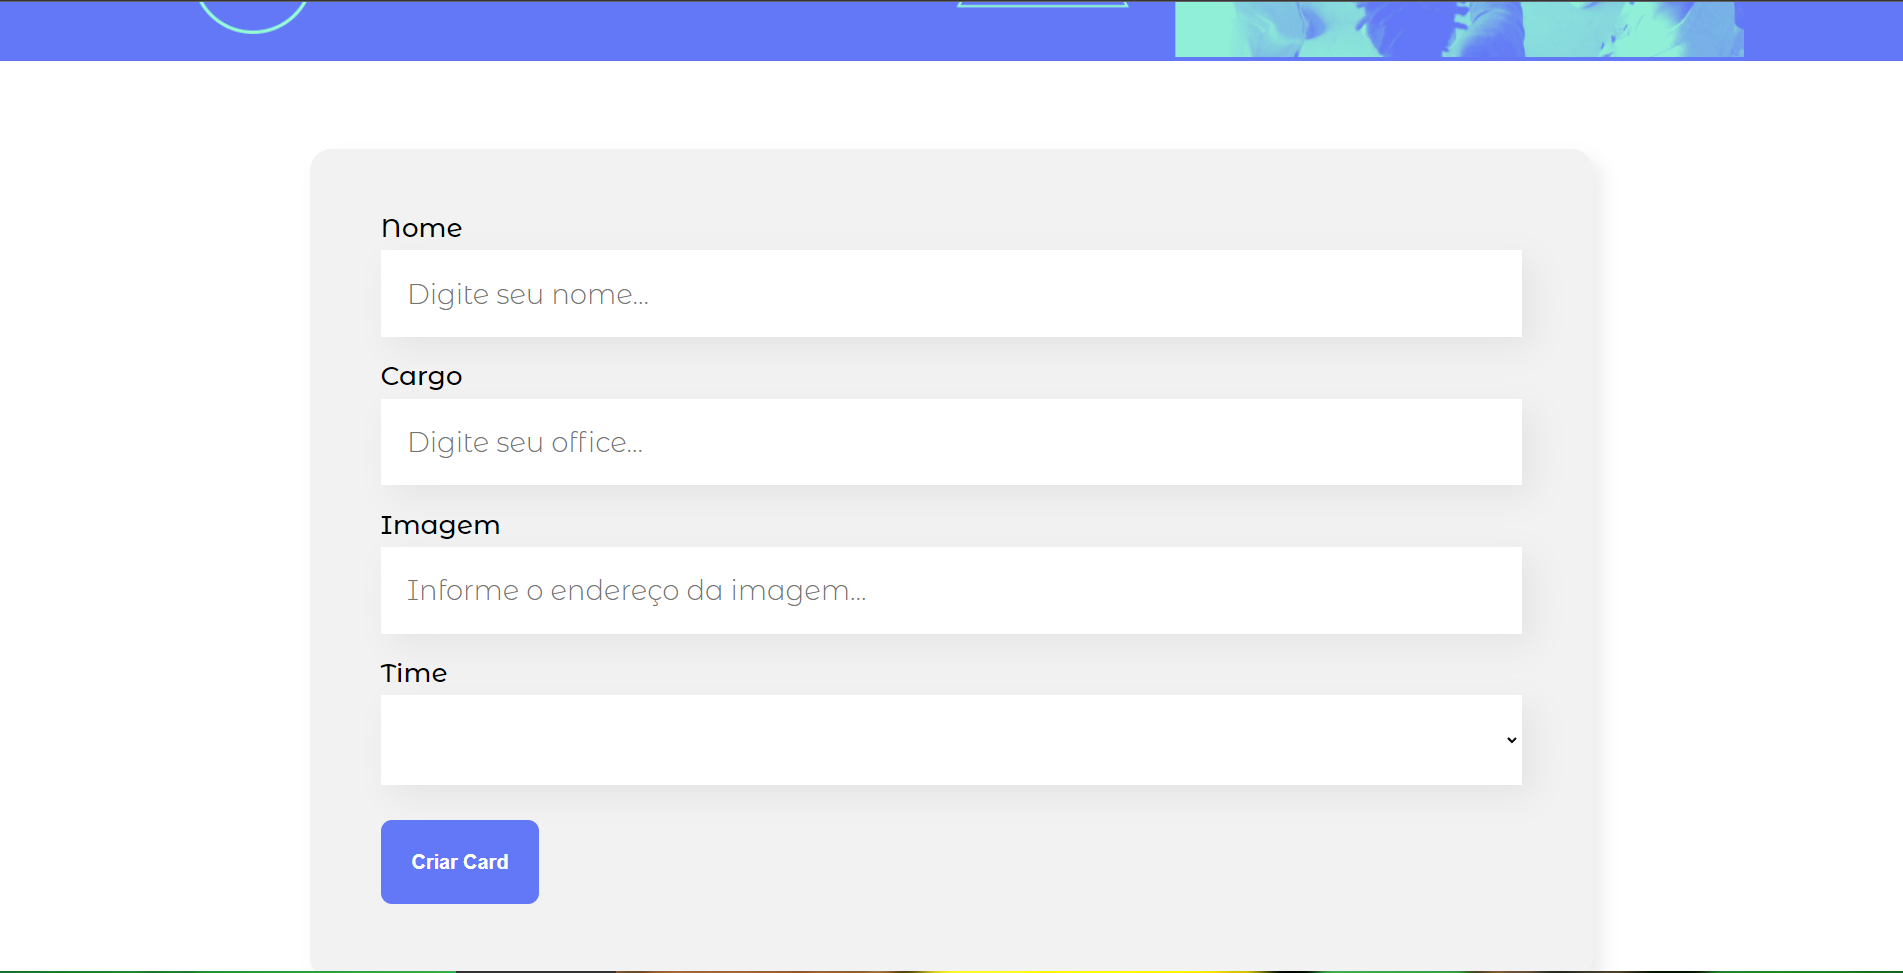 Nome
Digite seu nome...
Cargo
Digite seu office...
Imagem
Informe o endereço da imagem...
Time
Criar Card